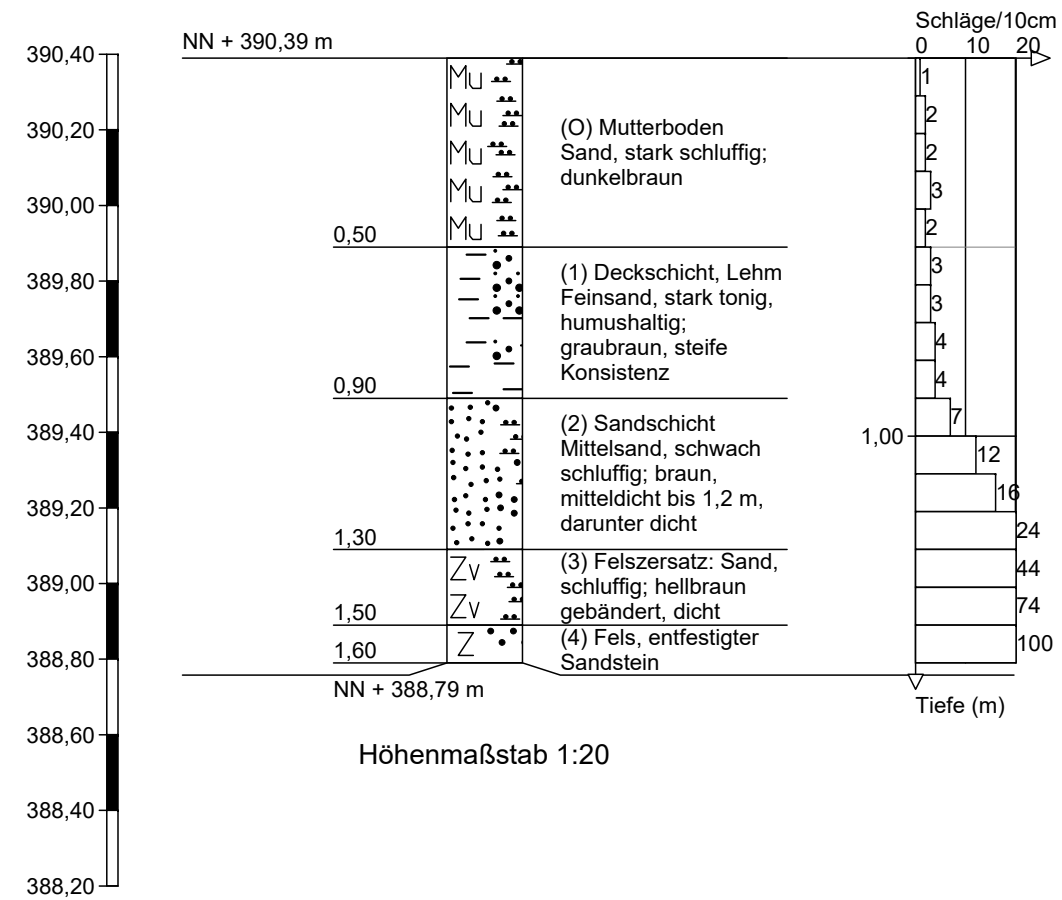 Schläge/10cm
0 10 20
NN + 390,39 m
390,40
390,20
390,00
389,80
389,60
389,40
389,20
389,00
388,80
388,60
388,40
388,20
Mu
Mu
Mu
Mu
Mu
(O) Mutterboden
Sand, stark schluffig;
dunkelbraun
0,50
(1) Deckschicht, Lehm
Feinsand, stark tonig,
humushaltig;
graubraun, steife
Konsistenz
0,90
(2) Sandschicht
Mittelsand, schwach
schluffig; braun,
mitteldicht bis 1,2 m,
darunter dicht
1,30
Zv
Zv
(3) Felszersatz: Sand,
schluffig; hellbraun
gebändert, dicht
1,50
Z
(4) Fels, entfestigter
Sandstein
1,60
NN + 388,79 m
1
2
2
3
2
3
3
4
4
7
1,00
12
16
24
44
74
100
Tiefe (m)
Höhenmaßstab 1:20